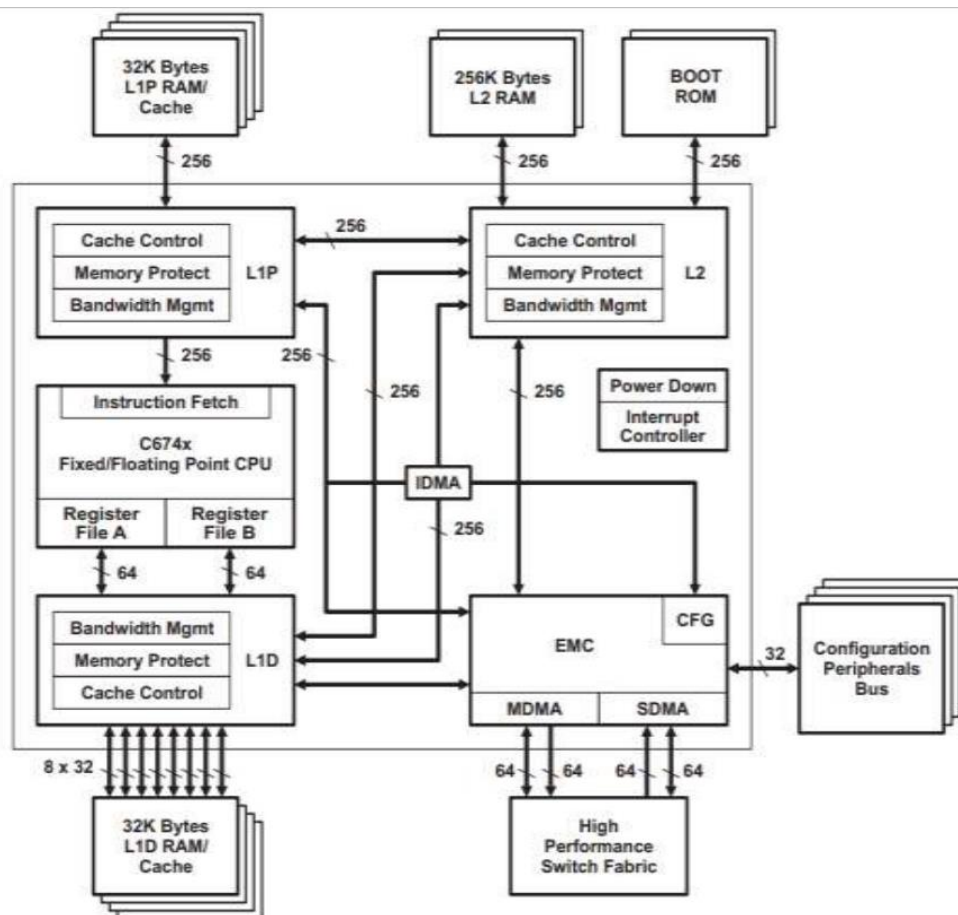 32K Bytes
L1P RAM/
Cache
256K Bytes
L2 RAM
BOOT
ROM
256
256
256
Cache Control
Memory Protect
Bandwidth Mgmt
L1P
256
Cache Control
Memory Protect
Bandwidth Mgmt
L2
256
256
256
256
Power Down
Interrupt
Controller
Instruction Fetch
C674x
Fixed/Floating Point CPU
Register
File A
Register
File B
IDMA
256
64
64
Bandwidth Mgmt
Memory Protect
Cache Control
L1D
EMC
CFG
MDMA
SDMA
32
Configuration
Peripherals
Bus
8 x 32
64
64
64
64
32K Bytes
L1D RAM/
Cache
High
Performance
Switch Fabric